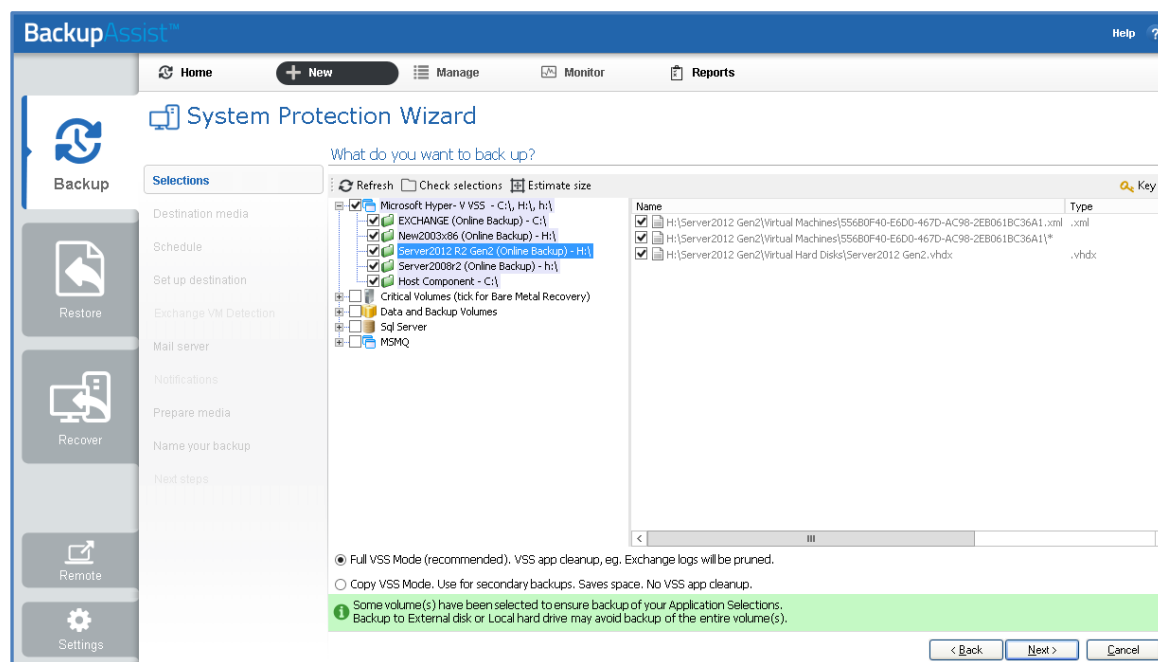 BackupAssist™
Help ?
Home
New
Manage
Monitor
Reports
System Protection Wizard
What do you want to back up?
Backup
Restore
Recover
Remote
Settings
Selections
Destination media
Schedule
Set up destination
Exchange VM Detection
Mail server
Notifications
Prepare media
Name your backup
Next steps
Refresh Check selections Estimate size
Key
Microsoft Hyper- V VSS - C:\, H:\, h:\
EXCHANGE (Online Backup) - C:\
New2003x86 (Online Backup) - H:\
Server2012 R2 Gen2 (Online Backup) - H:\
Server2008r2 (Online Backup) - h:\
Host Component - C:\
Critical Volumes (tick for Bare Metal Recovery)
Data and Backup Volumes
Sql Server
MSMQ
Name Type
H:\Server2012 Gen2\Virtual Machines\556B0F40-E6D0-467D-AC98-2EB061BC36A1.xml .xml
H:\Server2012 Gen2\Virtual Machines\556B0F40-E6D0-467D-AC98-2EB061BC36A1\*
H:\Server2012 Gen2\Virtual Hard Disks\Server2012 Gen2.vhdx .vhdx
Full VSS Mode (recommended). VSS app cleanup, eg. Exchange logs will be pruned.
Copy VSS Mode. Use for secondary backups. Saves space. No VSS app cleanup.
Some volume(s) have been selected to ensure backup of your Application Selections.
Backup to External disk or Local hard drive may avoid backup of the entire volume(s).
< Back Next > Cancel